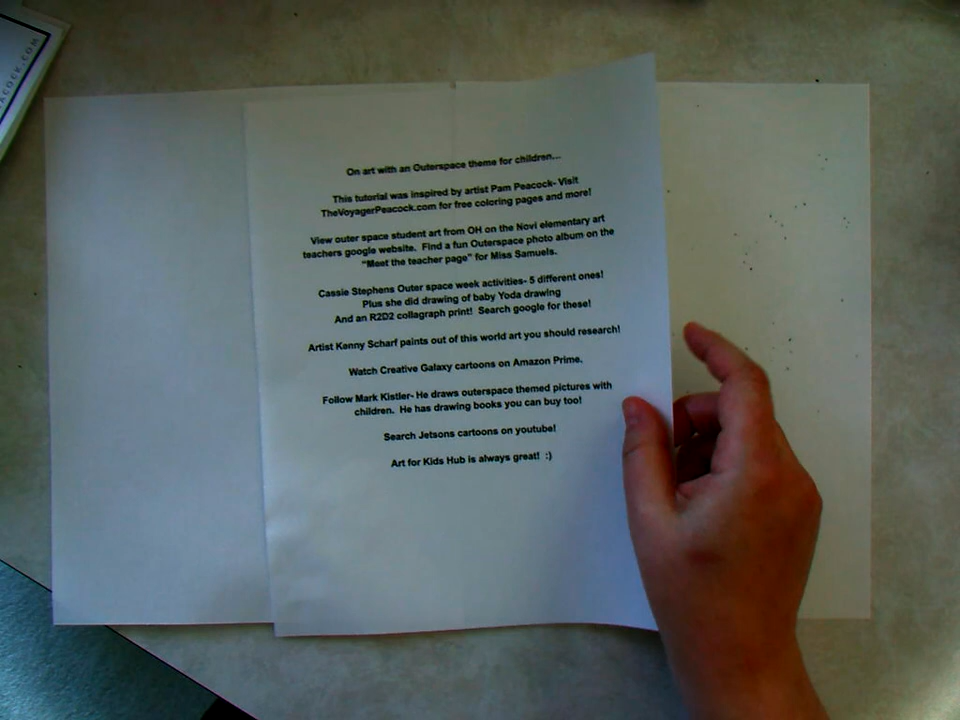 ACOCK.COM
On art with an Outerspace theme for children...
This tutorial was inspired by artist Pam Peacock- Visit
TheVoyagerPeacock.com for free coloring pages and more!
View outer space student art from OH on the Novi elementary art
teachers google website. Find a fun Outerspace photo album on the
"Meet the teacher page" for Miss Samuels.
Cassie Stephens Outer space week activities- 5 different ones!
Plus she did drawing of baby Yoda drawing
And an R2D2 collagraph print! Search google for these!
Artist Kenny Scharf paints out of this world art you should research!
Watch Creative Galaxy cartoons on Amazon Prime.
Follow Mark Kistler- He draws outerspace themed pictures with
children. He has drawing books you can buy too!
Search Jetsons cartoons on youtube!
Art for Kids Hub is always great! :)